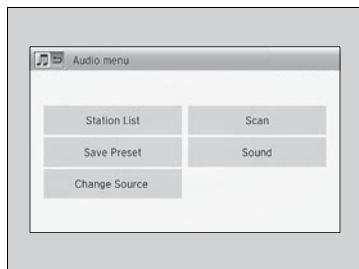 Audio menu
Station List
Scan
Save Preset
Sound
Change Source